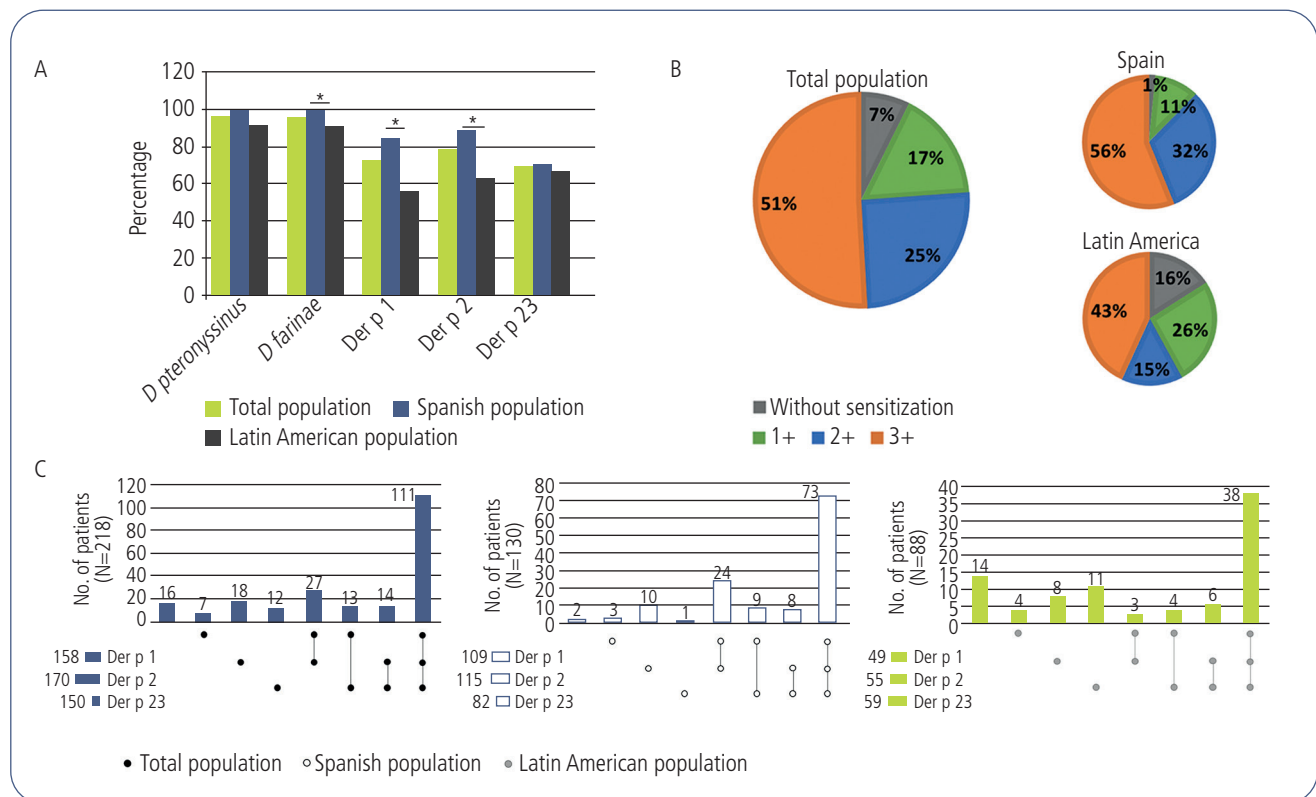 A
Percentage
120
100
80
60
40
20
0
*
*
*
D pteronyssinus
D farinae
Der p 1
Der p 2
Der p 23
Total population
Spanish population
Latin American population
B
Total population
7%
17%
25%
51%
Spain
1%
11%
32%
56%
Latin America
16%
26%
15%
43%
Without sensitization
1+
2+
3+
C
No. of patients
(N=218)
120
100
80
60
40
20
0
16
7
18
12
27
13
14
111
158 Der p 1
170 Der p 2
150 Der p 23
No. of patients
(N=130)
80
70
60
50
40
30
20
10
0
2
3
10
1
24
9
8
73
109 Der p 1
115 Der p 2
82 Der p 23
No. of patients
(N=88)
40
35
30
25
20
15
10
5
0
14
4
8
11
3
4
6
38
49 Der p 1
55 Der p 2
59 Der p 23
Total population
Spanish population
Latin American population